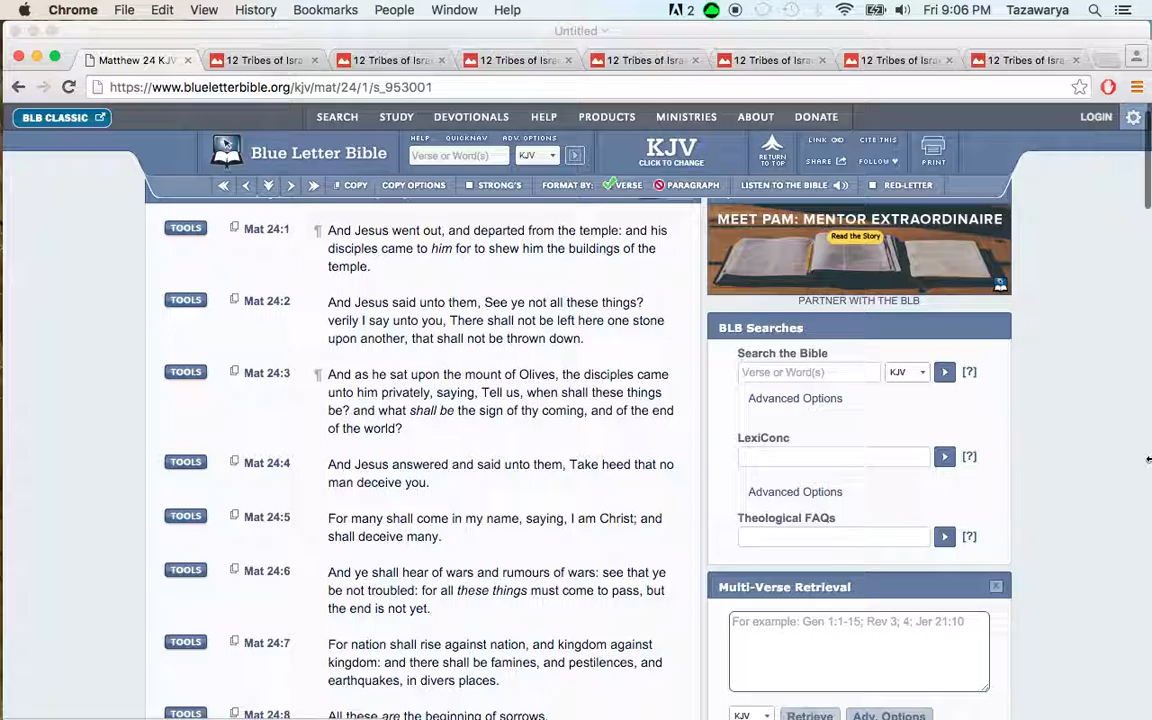 Chrome File Edit View History Bookmarks People Window Help 2 Fri 9:06 PM Tazawarya
Untitled
Matthew 24 KJV 12 Tribes of Isra 12 Tribes of Isra 12 Tribes of Isra 12 Tribes of Isra 12 Tribes of Isra 12 Tribes of Isra 12 Tribes of Isra
https://www.blueletterbible.org/kjv/mat/24/1/s_953001
BLB CLASSIC SEARCH STUDY DEVOTIONALS HELP PRODUCTS MINISTRIES ABOUT DONATE LOGIN
Blue Letter Bible
HELP QUICKNAV ADV. OPTIONS
Verse or Word(s) KJV
KJV
CLICK TO CHANGE
RETURN
TO TOP
LINK CITE THIS
SHARE FOLLOW
PRINT
COPY COPY OPTIONS STRONG'S FORMAT BY: VERSE PARAGRAPH LISTEN TO THE BIBLE RED-LETTER
TOOLS Mat 24:1 ¶ And Jesus went out, and departed from the temple: and his
disciples came to him for to shew him the buildings of the
temple.
TOOLS Mat 24:2 And Jesus said unto them, See ye not all these things?
verily I say unto you, There shall not be left here one stone
upon another, that shall not be thrown down.
TOOLS Mat 24:3 ¶ And as he sat upon the mount of Olives, the disciples came
unto him privately, saying, Tell us, when shall these things
be? and what shall be the sign of thy coming, and of the end
of the world?
TOOLS Mat 24:4 And Jesus answered and said unto them, Take heed that no
man deceive you.
TOOLS Mat 24:5 For many shall come in my name, saying, I am Christ; and
shall deceive many.
TOOLS Mat 24:6 And ye shall hear of wars and rumours of wars: see that ye
be not troubled: for all these things must come to pass, but
the end is not yet.
TOOLS Mat 24:7 For nation shall rise against nation, and kingdom against
kingdom: and there shall be famines, and pestilences, and
earthquakes, in divers places.
TOOLS Mat 24:8 All these are the beginning of sorrows.
MEET PAM: MENTOR EXTRAORDINAIRE
Read the Story
PARTNER WITH THE BLB
BLB Searches
Search the Bible
Verse or Word(s) KJV [?]
Advanced Options
LexiConc
[?]
Advanced Options
Theological FAQs
[?]
Multi-Verse Retrieval x
For example: Gen 1:1-15; Rev 3; 4; Jer 21:10
KJV Retrieve Adv. Options